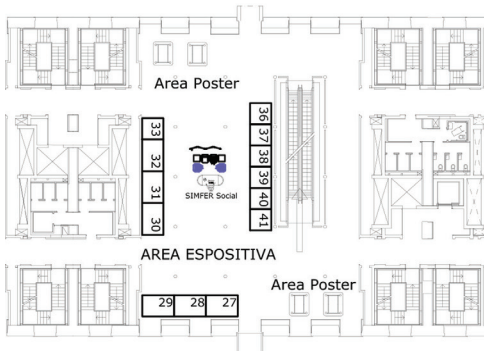 Area Poster
36
37
38
39
40
41
33
32
31
30
SIMFER Social
AREA ESPOSITIVA
Area Poster
29 28 27